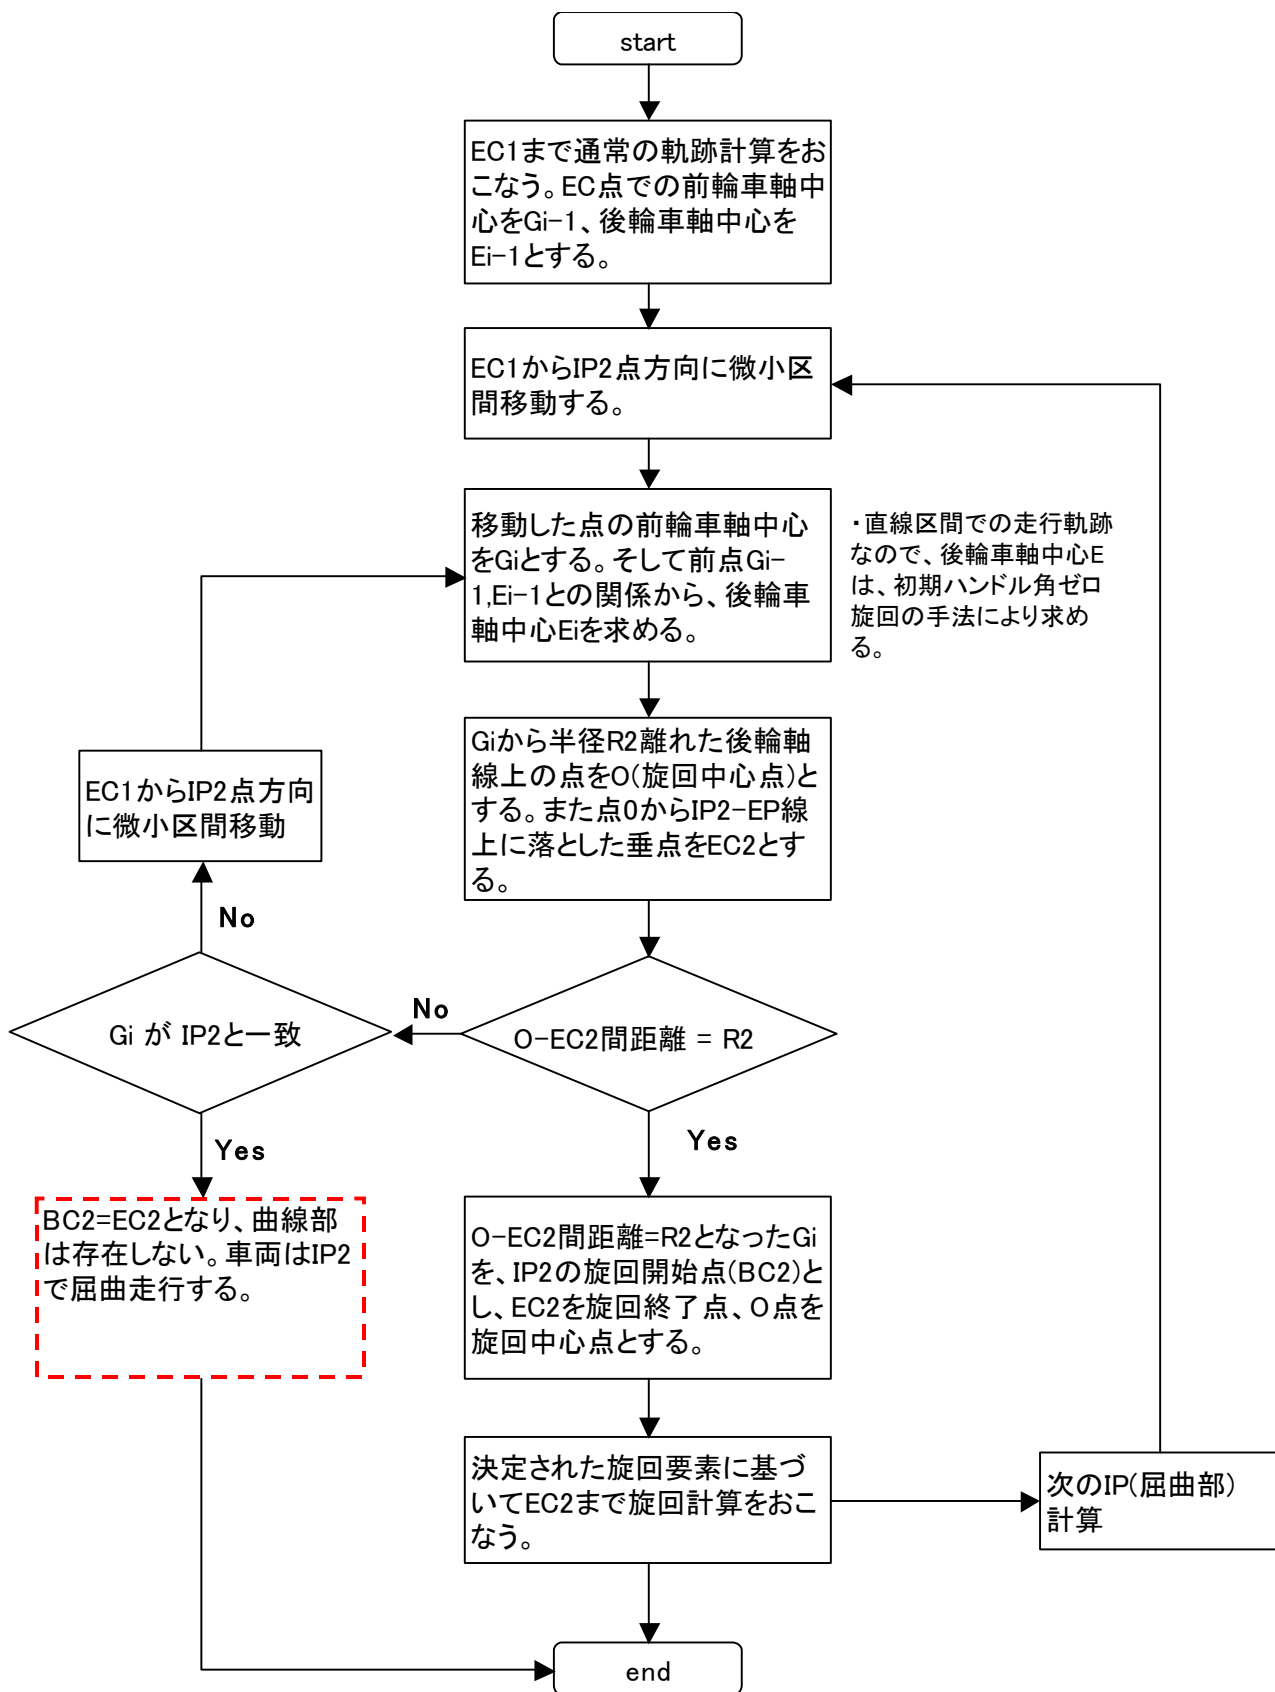 start
EC1まで通常の軌跡計算をお
こなう。EC点での前輪車軸中
心をGi-1、後輪車軸中心を
Ei-1とする。
EC1からIP2点方向に微小区
間移動する。
移動した点の前輪車軸中心
をGiとする。そして前点Gi-
1,Ei-1との関係から、後輪車
軸中心Eiを求める。
・直線区間での走行軌跡
なので、後輪車軸中心E
は、初期ハンドル角ゼロ
旋回の手法により求め
る。
Giから半径R2離れた後輪軸
線上の点をO(旋回中心点)と
する。また点0からIP2-EP線
上に落とした垂点をEC2とす
る。
EC1からIP2点方向
に微小区間移動
No
Gi が IP2と一致
No
O-EC2間距離 = R2
Yes
Yes
BC2=EC2となり、曲線部
は存在しない。車両はIP2
で屈曲走行する。
O-EC2間距離=R2となったGi
を、IP2の旋回開始点(BC2)と
し、EC2を旋回終了点、O点を
旋回中心点とする。
決定された旋回要素に基づ
いてEC2まで旋回計算をおこ
なう。
次のIP(屈曲部)
計算
end